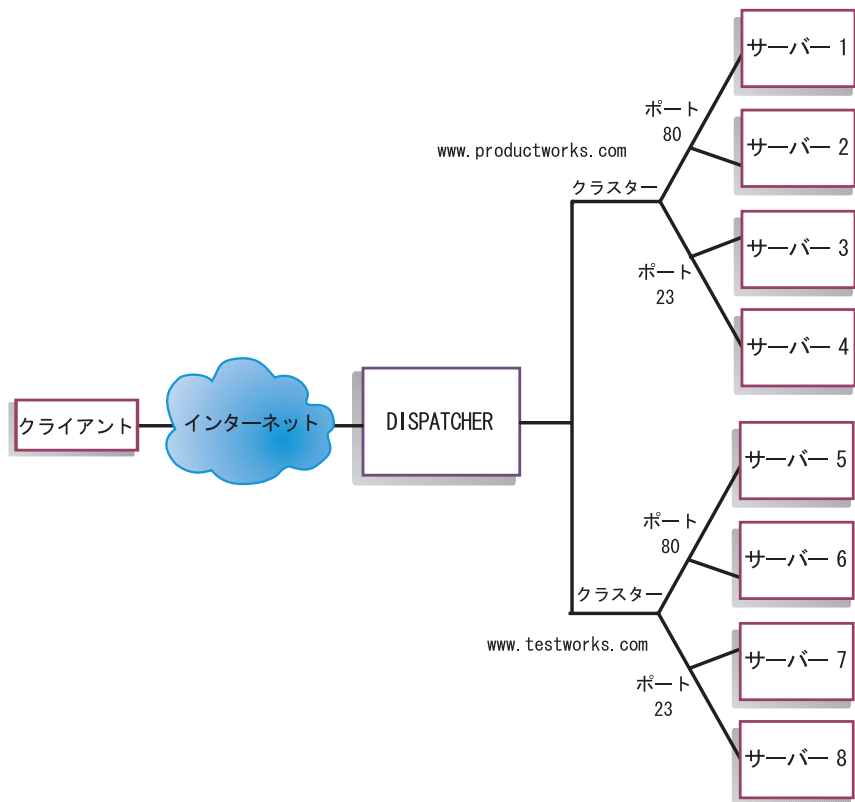 サーバー 1
ポート
80
サーバー 2
www.productworks.com
クラスター
サーバー 3
ポート
23
サーバー 4
クライアント
インターネット
DISPATCHER
サーバー 5
ポート
80
サーバー 6
クラスター
www.testworks.com
サーバー 7
ポート
23
サーバー 8